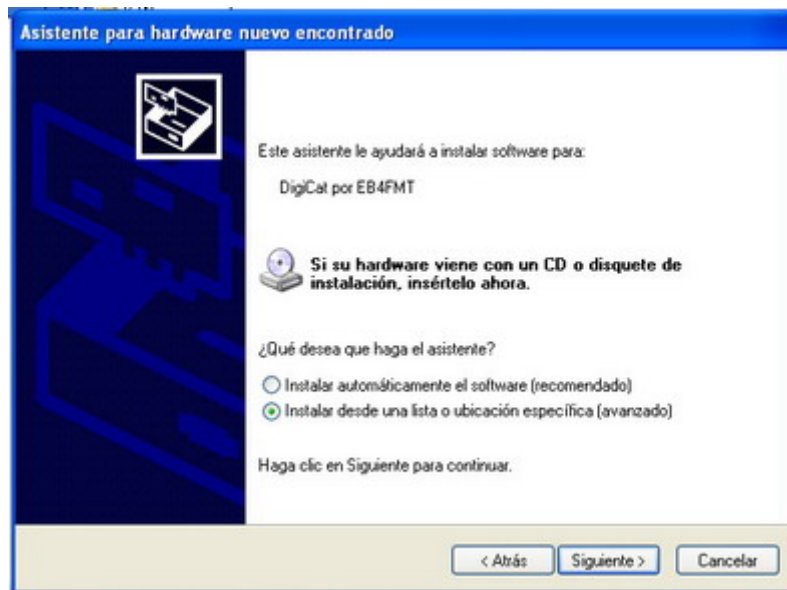 Asistente para hardware nuevo encontrado
Este asistente le ayudará a instalar software para:
DigiCat por EB4FMT
Si su hardware viene con un CD o disquete de
instalación, insértelo ahora.
¿Qué desea que haga el asistente?
Instalar automáticamente el software (recomendado)
Instalar desde una lista o ubicación específica (avanzado)
Haga clic en Siguiente para continuar.
< Atrás
Siguiente >
Cancelar